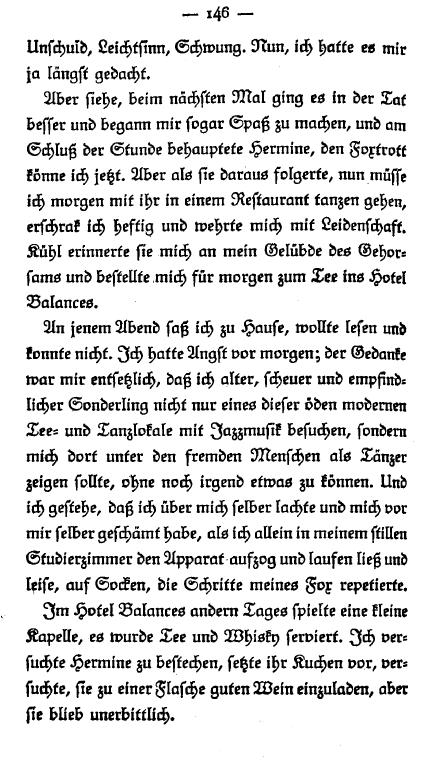 — 146 —
Unschuld, Leichtsinn, Schwung. Nun, ich hatte es mir
ja längst gedacht.
Aber siehe, beim nächsten Mal ging es in der Tat
besser und begann mir sogar Spaß zu machen, und am
Schluß der Stunde behauptete Hermine, den Foxtrott
könne ich jetzt. Aber als sie daraus folgerte, nun müsse
ich morgen mit ihr in einem Restaurant tanzen gehen,
erschrak ich heftig und wehrte mich mit Leidenschaft.
Kühl erinnerte sie mich an mein Gelübde des Gehor-
sams und bestellte mich für morgen zum Tee ins Hotel
Balances.
An jenem Abend saß ich zu Hause, wollte lesen und
konnte nicht. Ich hatte Angst vor morgen; der Gedanke
war mir entsetzlich, daß ich alter, scheuer und empfind-
licher Sonderling nicht nur eines dieser öden modernen
Tee- und Tanzlokale mit Jazzmusik besuchen, sondern
mich dort unter den fremden Menschen als Tänzer
zeigen sollte, ohne noch irgend etwas zu können. Und
ich gestehe, daß ich über mich selber lachte und mich vor
mir selber geschämt habe, als ich allein in meinem stillen
Studierzimmer den Apparat aufzog und laufen ließ und
leise, auf Socken, die Schritte meines Fox repetierte.
Im Hotel Balances andern Tages spielte eine kleine
Kapelle, es wurde Tee und Whisky serviert. Ich ver-
suchte Hermine zu bestechen, setzte ihr Kuchen vor, ver-
suchte, sie zu einer Flasche guten Wein einzuladen, aber
sie blieb unerbittlich.